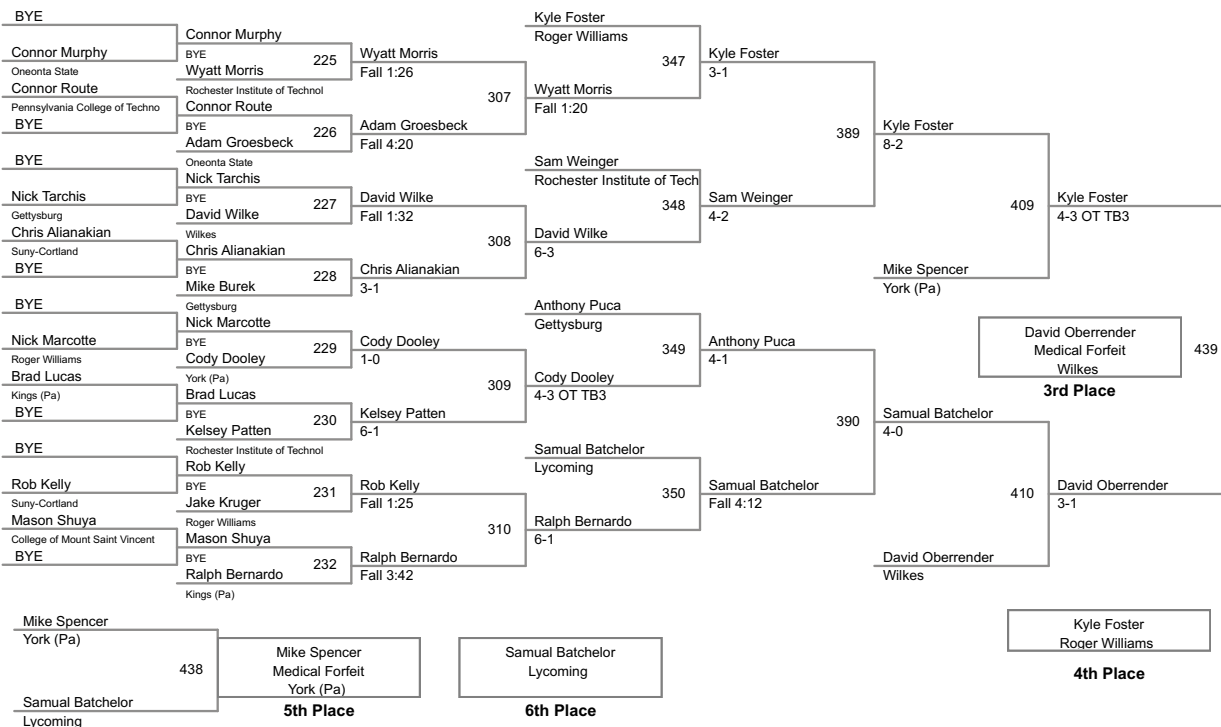 BYE
Connor Murphy
Oneonta State
Connor Route
Pennsylvania College of Techno
BYE
BYE
Nick Tarchis
Gettysburg
Chris Alianakian
Suny-Cortland
BYE
BYE
Nick Marcotte
Roger Williams
Brad Lucas
Kings (Pa)
BYE
BYE
Rob Kelly
Suny-Cortland
Mason Shuya
College of Mount Saint Vincent
BYE
Connor Murphy
BYE
225
Wyatt Morris
Rochester Institute of Technol
Connor Route
BYE
226
Adam Groesbeck
Oneonta State
Nick Tarchis
BYE
227
David Wilke
Wilkes
Chris Alianakian
BYE
228
Mike Burek
Gettysburg
Nick Marcotte
BYE
229
Cody Dooley
York (Pa)
Brad Lucas
BYE
230
Kelsey Patten
Rochester Institute of Technol
Rob Kelly
BYE
231
Jake Kruger
Roger Williams
Mason Shuya
BYE
232
Ralph Bernardo
Kings (Pa)
Wyatt Morris
Fall 1:26
307
Adam Groesbeck
Fall 4:20
David Wilke
Fall 1:32
308
Chris Alianakian
3-1
Cody Dooley
1-0
309
Kelsey Patten
6-1
Rob Kelly
Fall 1:25
310
Ralph Bernardo
Fall 3:42
Kyle Foster
Roger Williams
347
Wyatt Morris
Fall 1:20
Sam Weinger
Rochester Institute of Tech
348
David Wilke
6-3
Anthony Puca
Gettysburg
349
Cody Dooley
4-3 OT TB3
Samual Batchelor
Lycoming
350
Ralph Bernardo
6-1
Kyle Foster
3-1
389
Sam Weinger
4-2
Anthony Puca
4-1
390
Samual Batchelor
Fall 4:12
Kyle Foster
8-2
409
Mike Spencer
York (Pa)
Samual Batchelor
4-0
410
David Oberrender
Wilkes
Kyle Foster
4-3 OT TB3
David Oberrender
Medical Forfeit
Wilkes
439
3rd Place
David Oberrender
3-1
Kyle Foster
Roger Williams
4th Place
Mike Spencer
York (Pa)
438
Samual Batchelor
Lycoming
Mike Spencer
Medical Forfeit
York (Pa)
5th Place
Samual Batchelor
Lycoming
6th Place